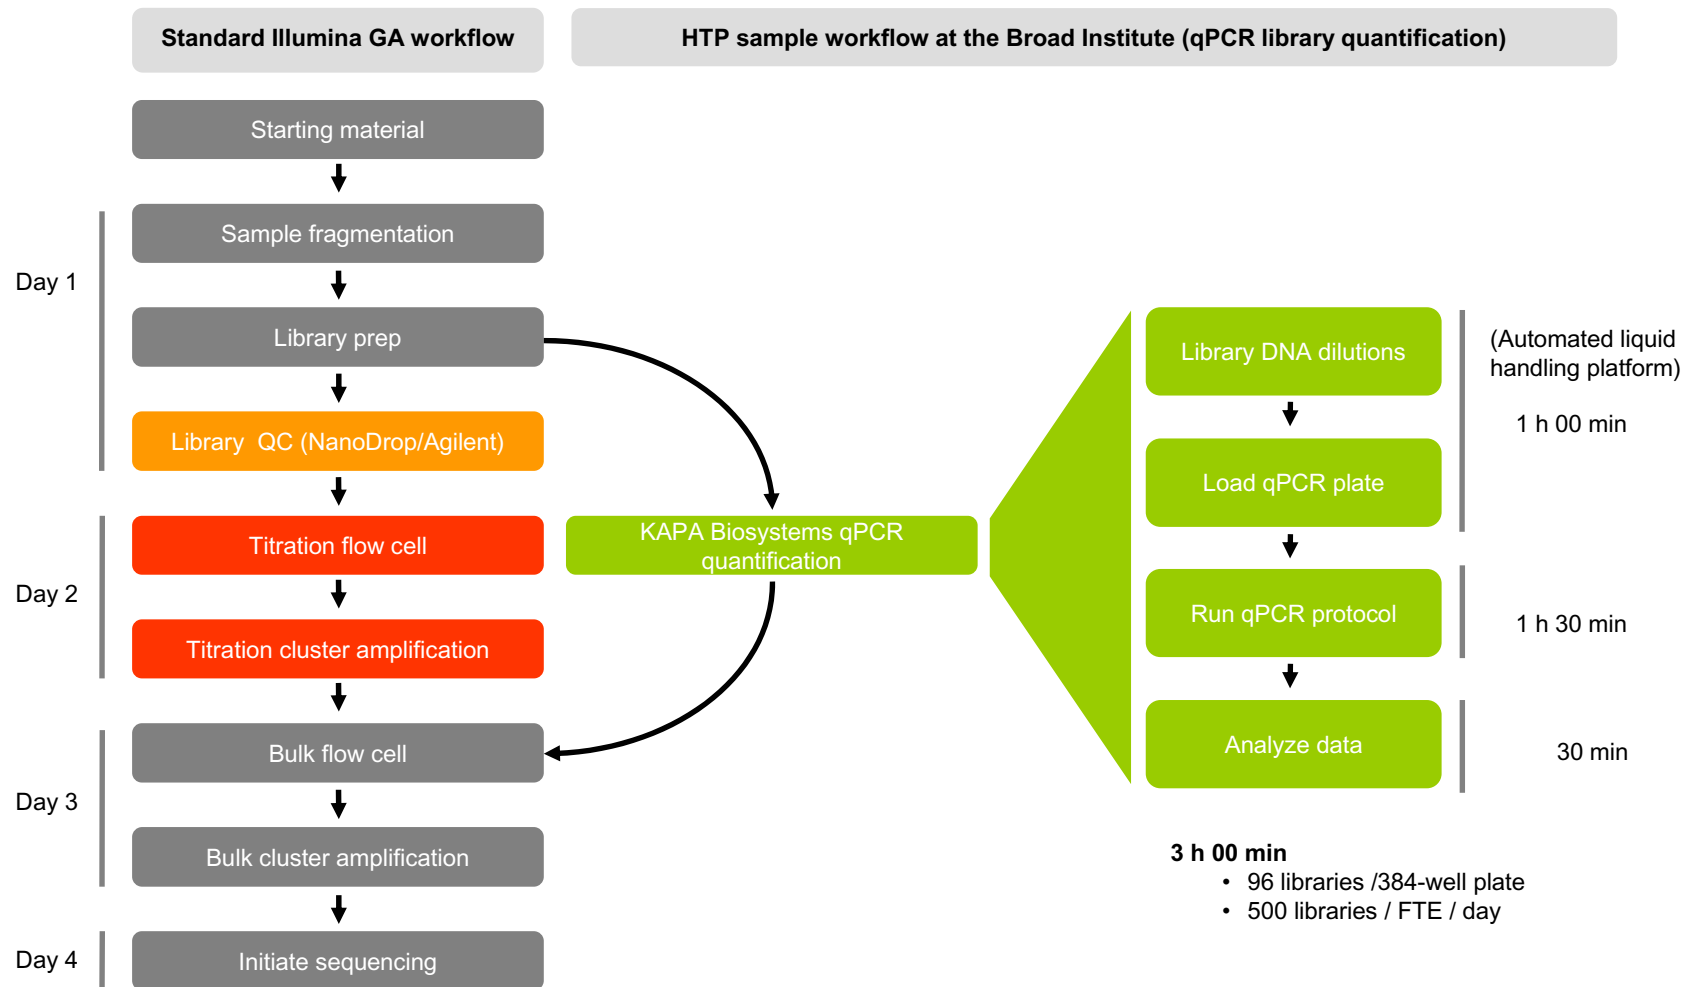 Standard Illumina GA workflow
HTP sample workflow at the Broad Institute (qPCR library quantification)
Starting material
Day 1
Sample fragmentation
Library prep
Library QC (NanoDrop/Agilent)
Day 2
Titration flow cell
Titration cluster amplification
Day 3
Bulk flow cell
Bulk cluster amplification
Day 4
Initiate sequencing
KAPA Biosystems qPCR
quantification
Library DNA dilutions
Load qPCR plate
(Automated liquid
handling platform)
1 h 00 min
Run qPCR protocol
1 h 30 min
Analyze data
30 min
3 h 00 min
• 96 libraries /384-well plate
• 500 libraries / FTE / day